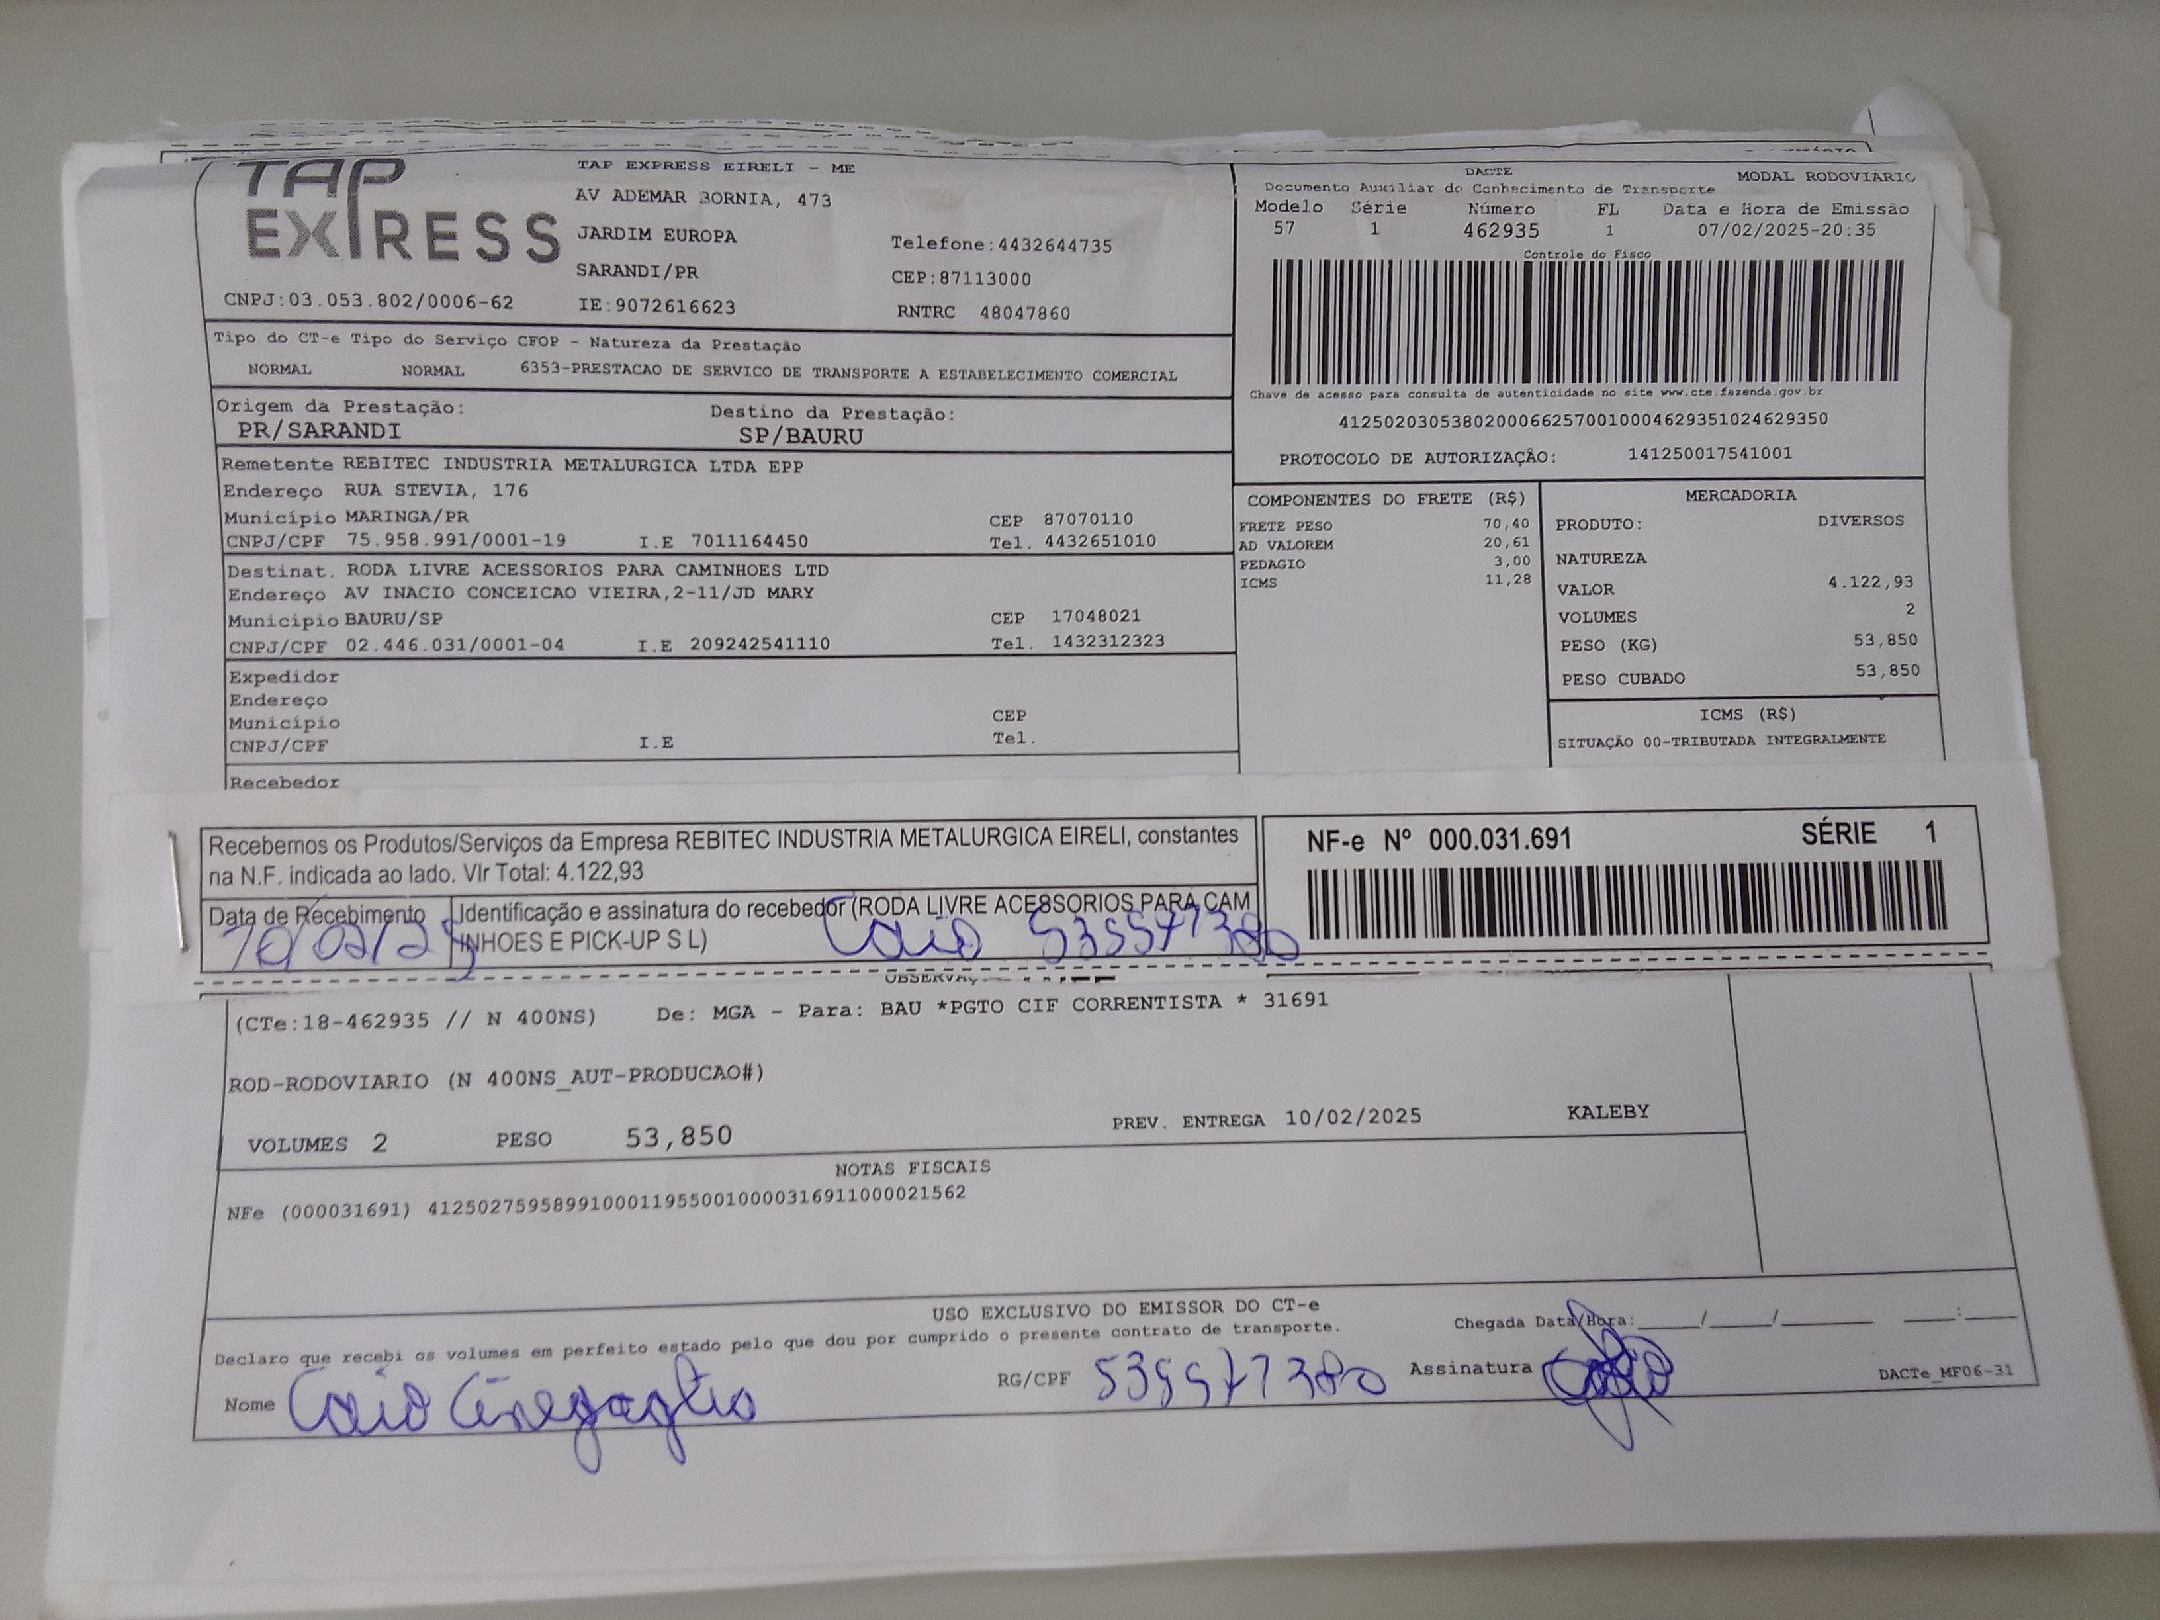 TAP EXPRESS
TAP EXPRESS EIRELI - ME
AV ADEMAR BORNIA, 473
JARDIM EUROPA Telefone:4432644735
SARANDI/PR CEP:87113000
CNPJ:03.053.802/0006-62 IE:9072616623 RNTRC 48047860
DACTE MODAL RODOVIÁRIO
Documento Auxiliar do Conhecimento de Transporte
Modelo Série Número FL Data e Hora de Emissão
57 1 462935 1 07/02/2025-20:35
Controle do Fisco
Chave de acesso para consulta de autenticidade no site www.cte.fazenda.gov.br
41250203053802000662570010004629351024629350
PROTOCOLO DE AUTORIZAÇÃO: 141250017541001
Tipo do CT-e Tipo do Serviço CFOP - Natureza da Prestação
NORMAL NORMAL 6353-PRESTACAO DE SERVICO DE TRANSPORTE A ESTABELECIMENTO COMERCIAL
Origem da Prestação: Destino da Prestação:
PR/SARANDI SP/BAURU
Remetente REBITEC INDUSTRIA METALURGICA LTDA EPP
Endereço RUA STEVIA, 176
Município MARINGA/PR CEP 87070110
CNPJ/CPF 75.958.991/0001-19 I.E 7011164450 Tel. 4432651010
Destinat. RODA LIVRE ACESSORIOS PARA CAMINHOES LTD
Endereço AV INACIO CONCEICAO VIEIRA,2-11/JD MARY
Município BAURU/SP CEP 17048021
CNPJ/CPF 02.446.031/0001-04 I.E 209242541110 Tel. 1432312323
Expedidor
Endereço
Município CEP
CNPJ/CPF I.E Tel.
Recebedor
COMPONENTES DO FRETE (R$)
FRETE PESO 70,40
AD VALOREM 20,61
PEDAGIO 3,00
ICMS 11,28
MERCADORIA
PRODUTO: DIVERSOS
NATUREZA
VALOR 4.122,93
VOLUMES 2
PESO (KG) 53,850
PESO CUBADO 53,850
ICMS (R$)
SITUAÇÃO 00-TRIBUTADA INTEGRALMENTE
Recebemos os Produtos/Serviços da Empresa REBITEC INDUSTRIA METALURGICA EIRELI, constantes
na N.F. indicada ao lado. Vlr Total: 4.122,93
Data de Recebimento Identificação e assinatura do recebedor (RODA LIVRE ACESSORIOS PARA CAM
10/02/25 INHOES E PICK-UP S L) Caio 535577380
NF-e Nº 000.031.691 SÉRIE 1
(CTe:18-462935 // N 400NS) De: MGA - Para: BAU *PGTO CIF CORRENTISTA * 31691
ROD-RODOVIARIO (N 400NS_AUT-PRODUCAO#)
VOLUMES 2 PESO 53,850 PREV. ENTREGA 10/02/2025 KALEBY
NOTAS FISCAIS
NFe (000031691) 41250275958991000119550010000316911000021562
USO EXCLUSIVO DO EMISSOR DO CT-e
Declaro que recebi os volumes em perfeito estado pelo que dou por cumprido o presente contrato de transporte.
Chegada Data/Hora:_____/_____/________ ____:____
Nome Caio RG/CPF 535577380 Assinatura
DACTe_MF06-31